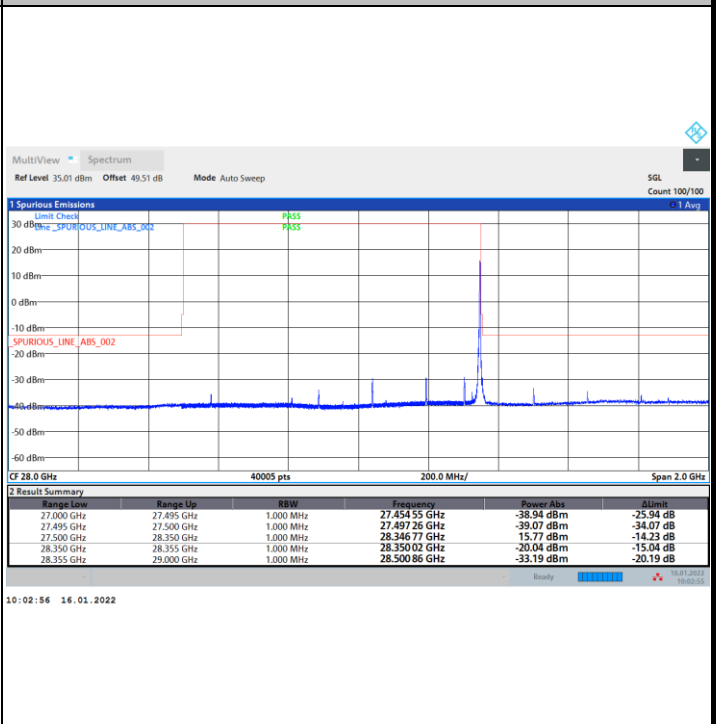 MultiView Spectrum
Ref Level 35.01 dBm Offset 49.51 dB Mode Auto Sweep SGL
Count 100/100
1 Spurious Emissions 1 Avg
Limit Check PASS
30 dBm Line _SPURIOUS_LINE_ABS_002 PASS
20 dBm
10 dBm
0 dBm
-10 dBm
_SPURIOUS_LINE_ABS_002
-20 dBm
-30 dBm
-40 dBm
-50 dBm
-60 dBm
CF 28.0 GHz 40005 pts 200.0 MHz/ Span 2.0 GHz
2 Result Summary
Range Low Range Up RBW Frequency Power Abs ΔLimit
27.000 GHz 27.495 GHz 1.000 MHz 27.454 55 GHz -38.94 dBm -25.94 dB
27.495 GHz 27.500 GHz 1.000 MHz 27.497 26 GHz -39.07 dBm -34.07 dB
27.500 GHz 28.350 GHz 1.000 MHz 28.346 77 GHz 15.77 dBm -14.23 dB
28.350 GHz 28.355 GHz 1.000 MHz 28.350 02 GHz -20.04 dBm -15.04 dB
28.355 GHz 29.000 GHz 1.000 MHz 28.500 86 GHz -33.19 dBm -20.19 dB
Ready 16.01.2022
10:02:55
10:02:56 16.01.2022